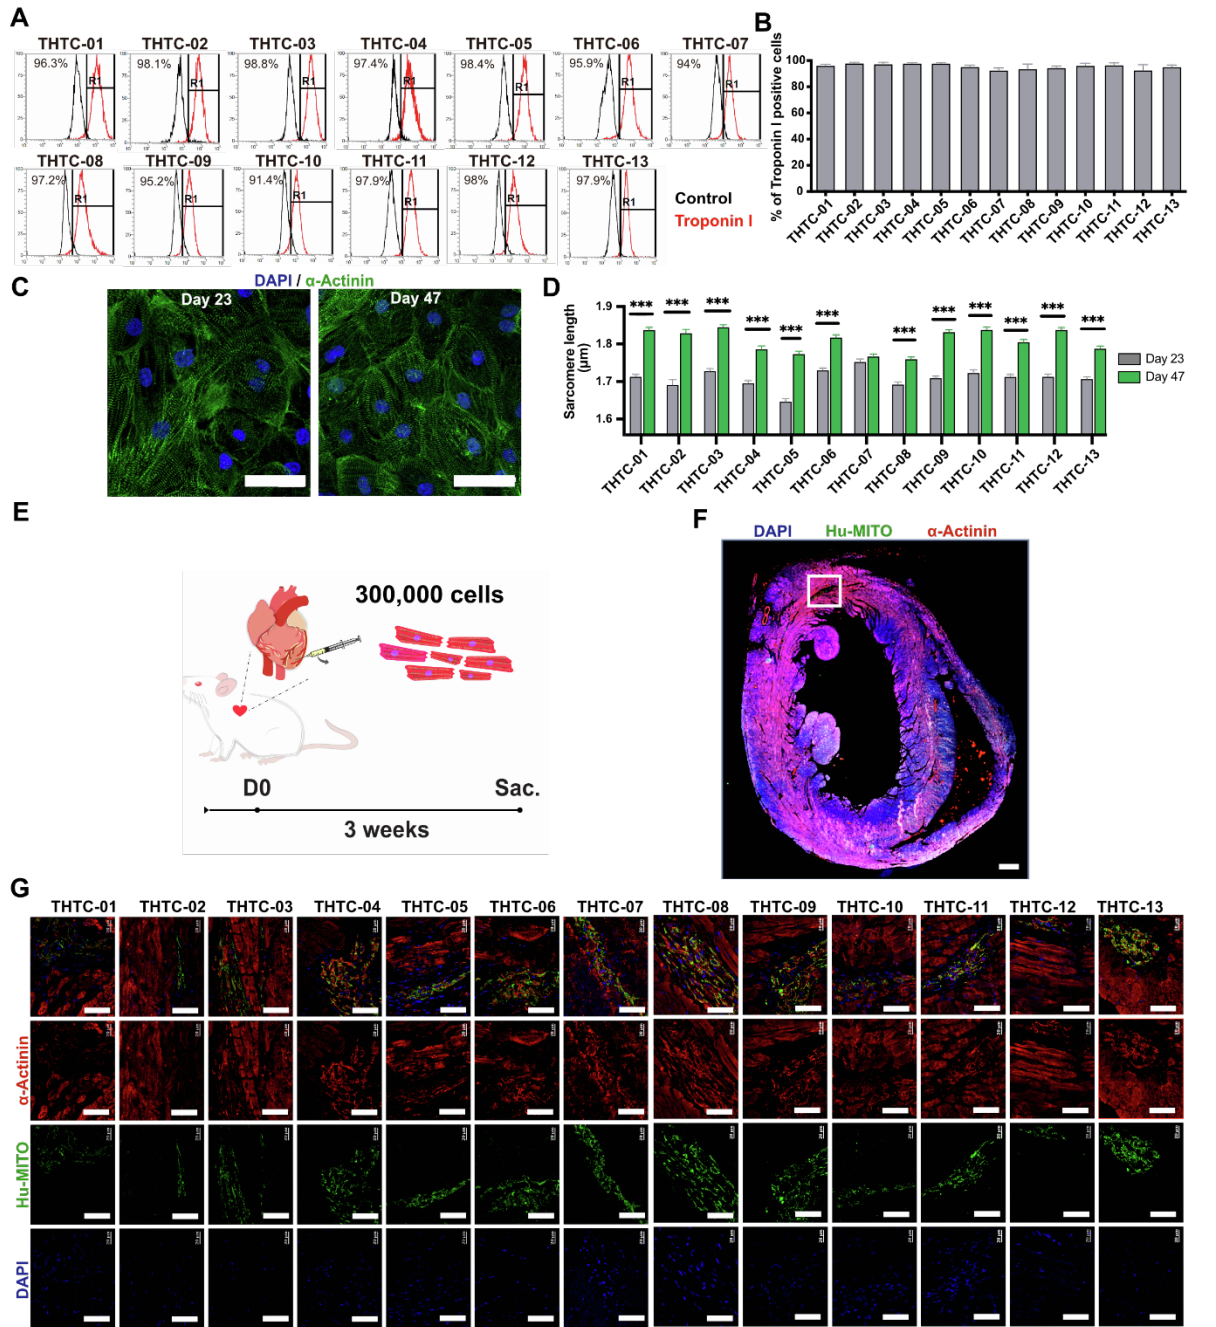 A
THTC-01 THTC-02 THTC-03 THTC-04 THTC-05 THTC-06 THTC-07
96.3% 98.1% 98.8% 97.4% 98.4% 95.9% 94%
R1 R1 R1 R1 R1 R1 R1
THTC-08 THTC-09 THTC-10 THTC-11 THTC-12 THTC-13
97.2% 95.2% 91.4% 97.9% 98% 97.9%
R1 R1 R1 R1 R1 R1
Control
Troponin I
B
% of Troponin I positive cells
100
80
60
40
20
0
THTC-01 THTC-02 THTC-03 THTC-04 THTC-05 THTC-06 THTC-07 THTC-08 THTC-09 THTC-10 THTC-11 THTC-12 THTC-13
C
DAPI / α-Actinin
Day 23 Day 47
D
Sarcomere length
(µm)
1.9
1.8
1.7
1.6
*** *** *** *** *** *** *** *** *** *** *** ***
Day 23
Day 47
THTC-01 THTC-02 THTC-03 THTC-04 THTC-05 THTC-06 THTC-07 THTC-08 THTC-09 THTC-10 THTC-11 THTC-12 THTC-13
E
300,000 cells
D0 Sac.
3 weeks
F
DAPI Hu-MITO α-Actinin
G
THTC-01 THTC-02 THTC-03 THTC-04 THTC-05 THTC-06 THTC-07 THTC-08 THTC-09 THTC-10 THTC-11 THTC-12 THTC-13
α-Actinin
Hu-MITO
DAPI